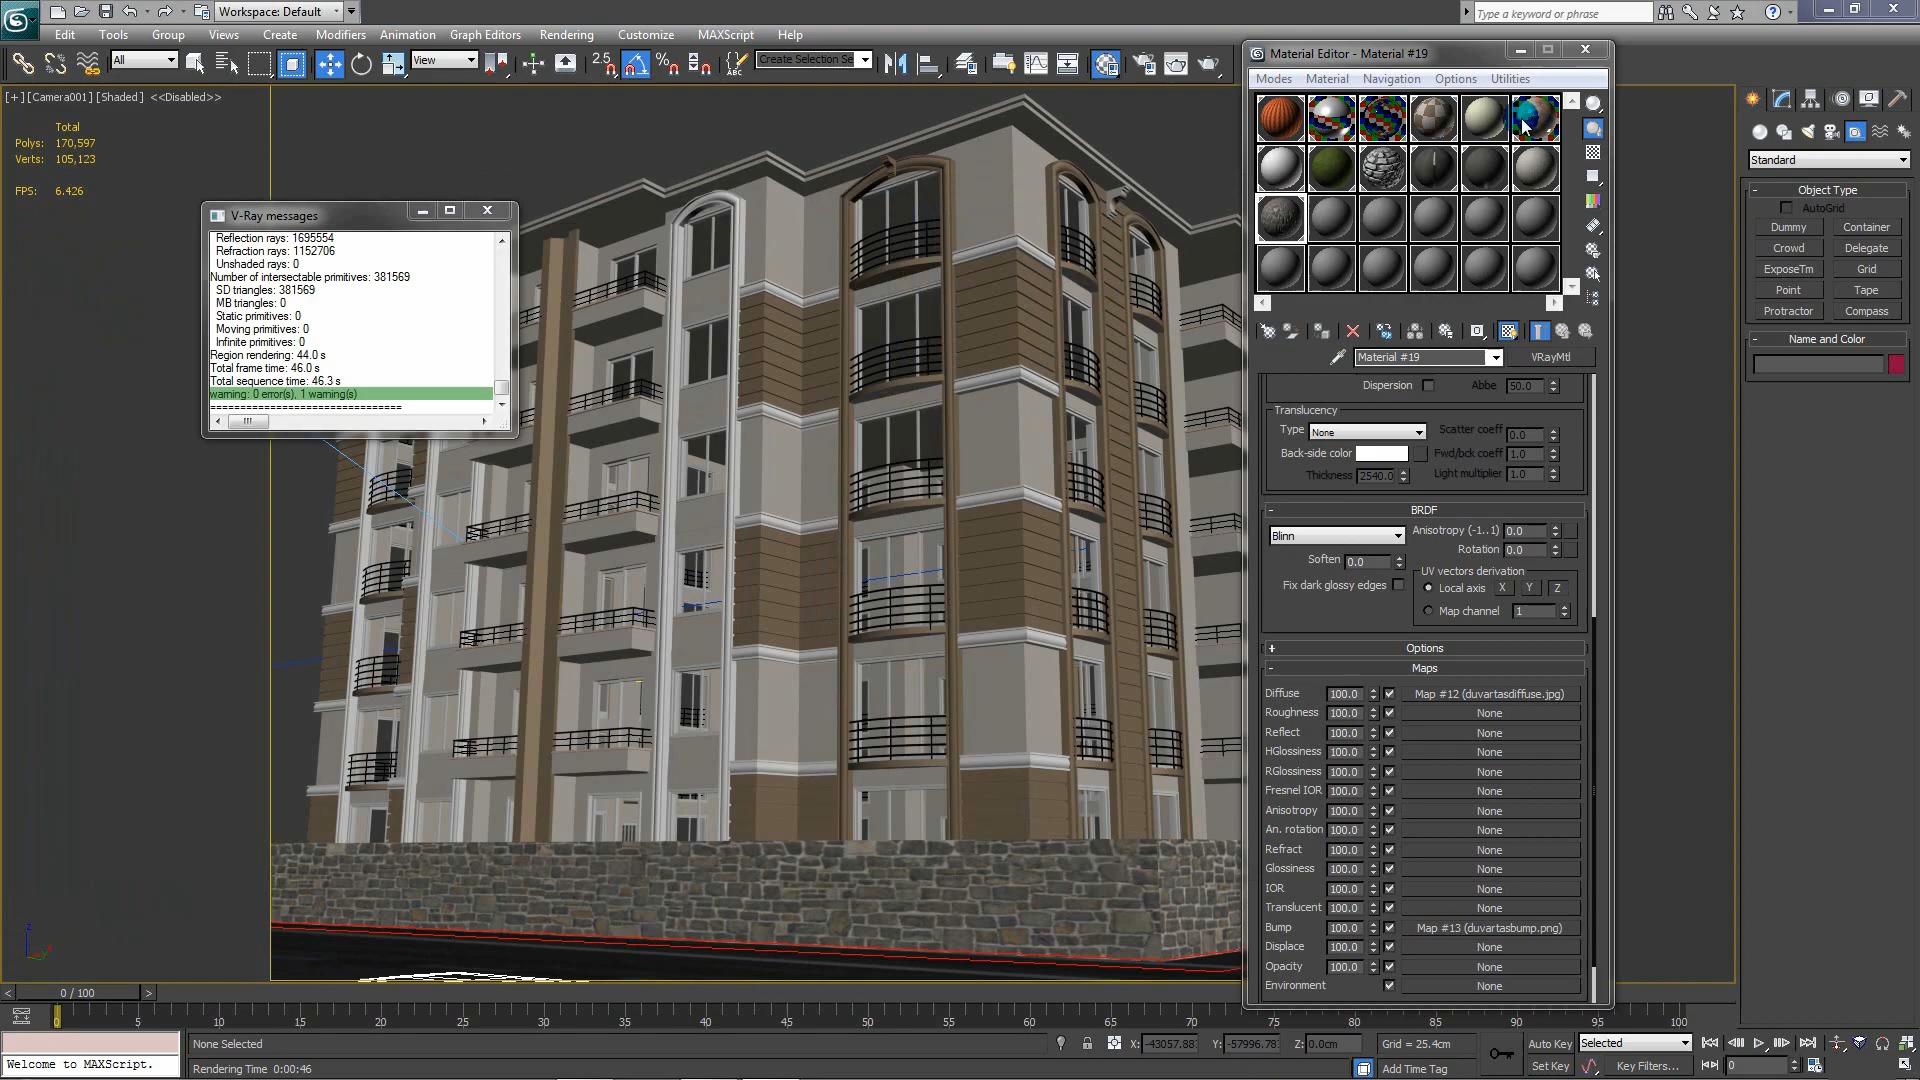 Workspace: Default
Type a keyword or phrase
Edit Tools Group Views Create Modifiers Animation Graph Editors Rendering Customize MAXScript Help
All
View
2.5
Create Selection Se
[+] [Camera001] [Shaded] <<Disabled>>
Total
Polys: 170,597
Verts: 105,123
FPS: 6.426
V-Ray messages
Reflection rays: 1695554
Refraction rays: 1152706
Unshaded rays: 0
Number of intersectable primitives: 381569
SD triangles: 381569
MB triangles: 0
Static primitives: 0
Moving primitives: 0
Infinite primitives: 0
Region rendering: 44.0 s
Total frame time: 46.0 s
Total sequence time: 46.3 s
warning: 0 error(s), 1 warning(s)
================================
Material Editor - Material #19
Modes Material Navigation Options Utilities
Material #19 VRayMtl
Dispersion Abbe 50.0
Translucency
Type None Scatter coeff 0.0
Back-side color Fwd/bck coeff 1.0
Thickness 2540.0 Light multiplier 1.0
- BRDF
Blinn Anisotropy (-1..1) 0.0
Rotation 0.0
Soften 0.0
UV vectors derivation
Fix dark glossy edges Local axis X Y Z
Map channel 1
+ Options
- Maps
Diffuse 100.0 Map #12 (duvartasdiffuse.jpg)
Roughness 100.0 None
Reflect 100.0 None
HGlossiness 100.0 None
RGlossiness 100.0 None
Fresnel IOR 100.0 None
Anisotropy 100.0 None
An. rotation 100.0 None
Refract 100.0 None
Glossiness 100.0 None
IOR 100.0 None
Translucent 100.0 None
Bump 100.0 Map #13 (duvartasbump.png)
Displace 100.0 None
Opacity 100.0 None
Environment None
Standard
- Object Type
AutoGrid
Dummy Container
Crowd Delegate
ExposeTm Grid
Point Tape
Protractor Compass
- Name and Color
z
x
< 0 / 100 >
0 5 10 15 20 25 30 35 40 45 50 55 60 65 70 75 80 85 90 95 100
None Selected
X: -43057.88 Y: -57996.78 Z: 0.0cm Grid = 25.4cm Auto Key Selected
Welcome to MAXScript.
Rendering Time 0:00:46
Add Time Tag Set Key Key Filters... 0